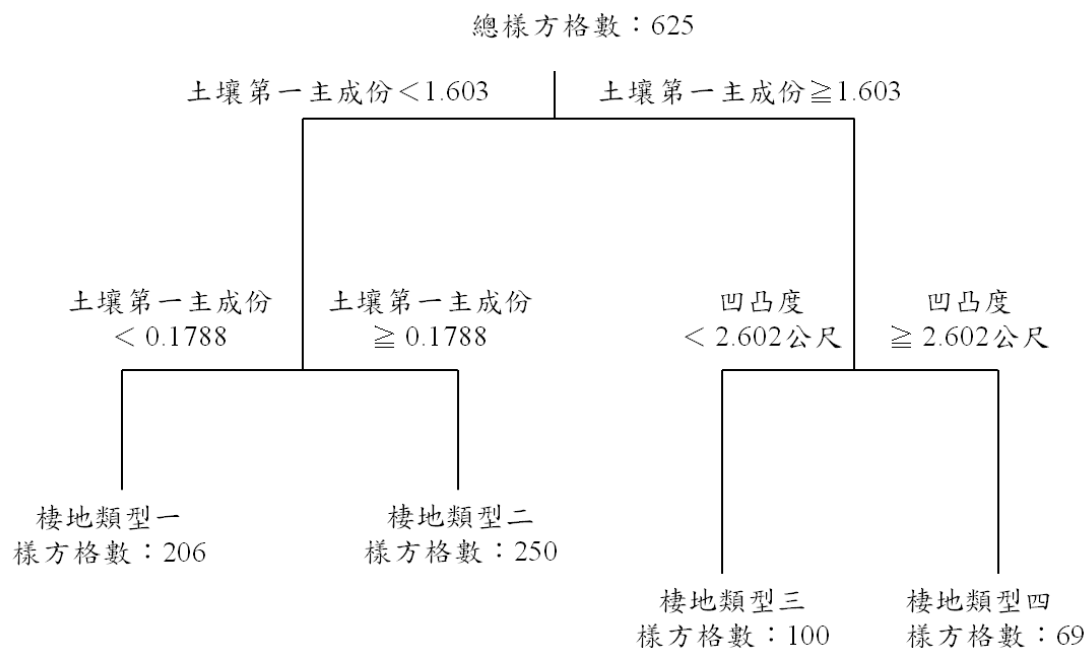 總樣方格數：625
土壤第一主成份＜1.603
土壤第一主成份≧1.603
土壤第一主成份
＜ 0.1788
土壤第一主成份
≧ 0.1788
凹凸度
＜ 2.602公尺
凹凸度
≧ 2.602公尺
棲地類型一
樣方格數：206
棲地類型二
樣方格數：250
棲地類型三
樣方格數：100
棲地類型四
樣方格數：69